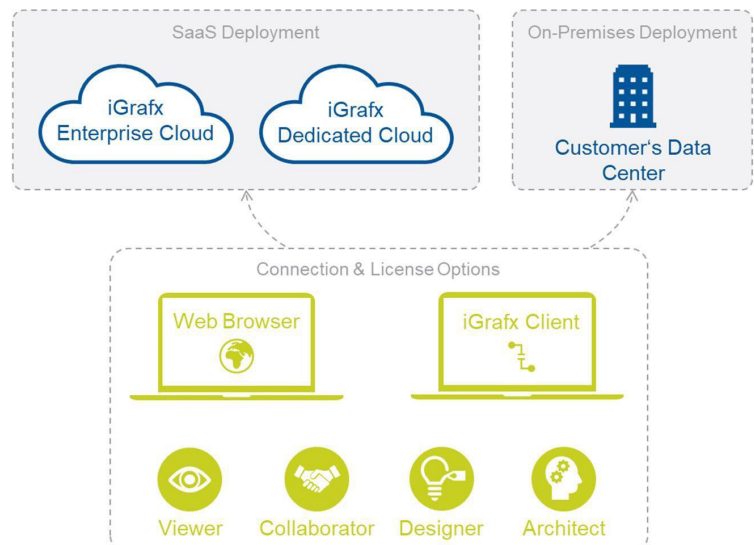 SaaS Deployment
On-Premises Deployment
iGrafx
Enterprise Cloud
iGrafx
Dedicated Cloud
Customer‘s Data
Center
Connection & License Options
Web Browser
iGrafx Client
Viewer
Collaborator
Designer
Architect